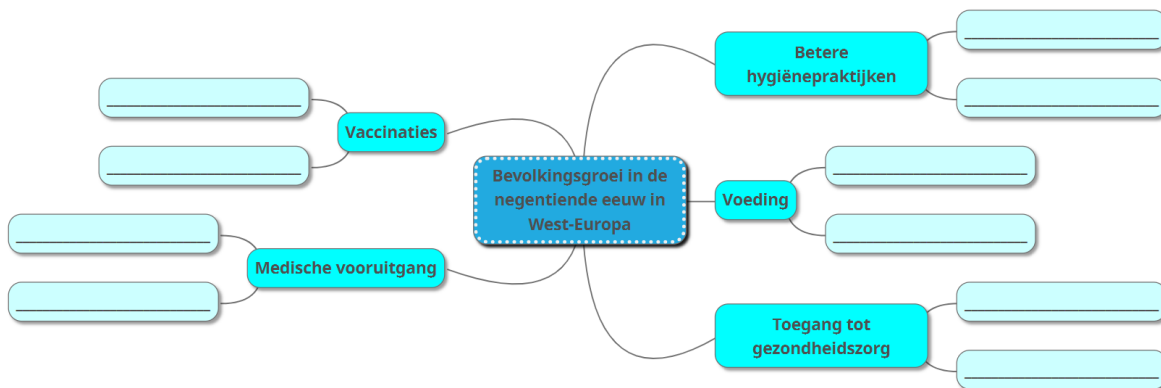 Betere
hygiënepraktijken
Vaccinaties
Bevolkingsgroei in de
negentiende eeuw in
West-Europa
Voeding
Medische vooruitgang
Toegang tot
gezondheidszorg